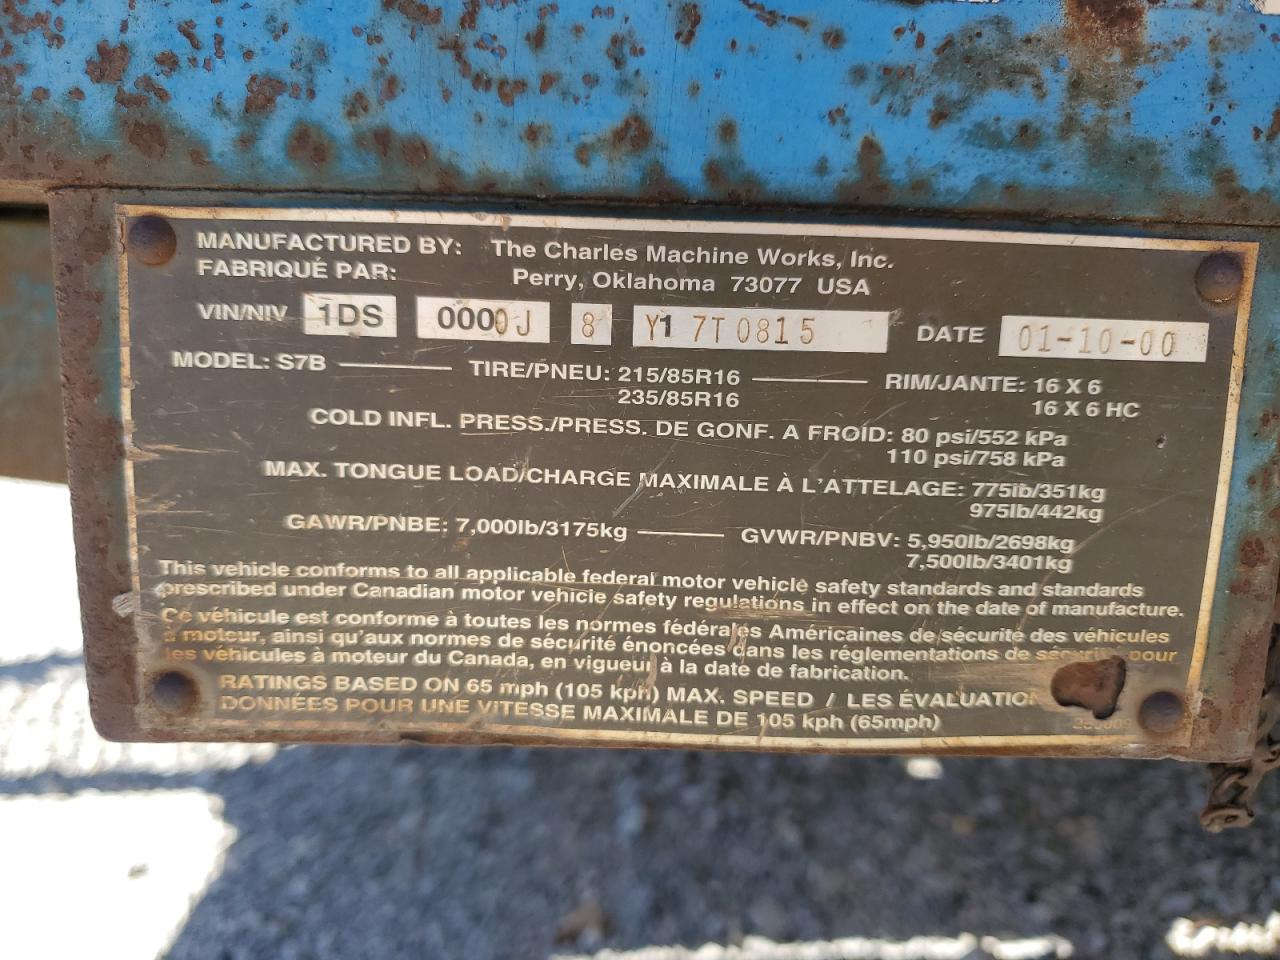 MANUFACTURED BY: The Charles Machine Works, Inc.
FABRIQUÉ PAR: Perry, Oklahoma 73077 USA
VIN/NIV 1DS 0000J 8 Y1 7T0815 DATE 01-10-00
MODEL: S7B TIRE/PNEU: 215/85R16 RIM/JANTE: 16 X 6
235/85R16 16 X 6 HC
COLD INFL. PRESS./PRESS. DE GONF. A FROID: 80 psi/552 kPa
110 psi/758 kPa
MAX. TONGUE LOAD/CHARGE MAXIMALE À L'ATTELAGE: 775lb/351kg
975lb/442kg
GAWR/PNBE: 7,000lb/3175kg GVWR/PNBV: 5,950lb/2698kg
7,500lb/3401kg
This vehicle conforms to all applicable federal motor vehicle safety standards and standards
prescribed under Canadian motor vehicle safety regulations in effect on the date of manufacture.
Ce véhicule est conforme à toutes les normes fédérales Américaines de sécurité des véhicules
à moteur, ainsi qu'aux normes de sécurité énoncées dans les réglementations de sécurité pour
les véhicules à moteur du Canada, en vigueur à la date de fabrication.
RATINGS BASED ON 65 mph (105 kph) MAX. SPEED / LES ÉVALUATION
DONNÉES POUR UNE VITESSE MAXIMALE DE 105 kph (65mph)